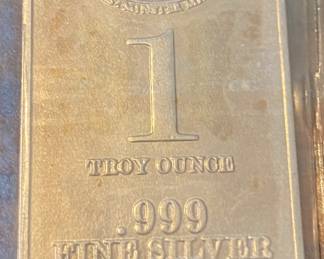 1
TROY OUNCE
.999
FINE SILVER